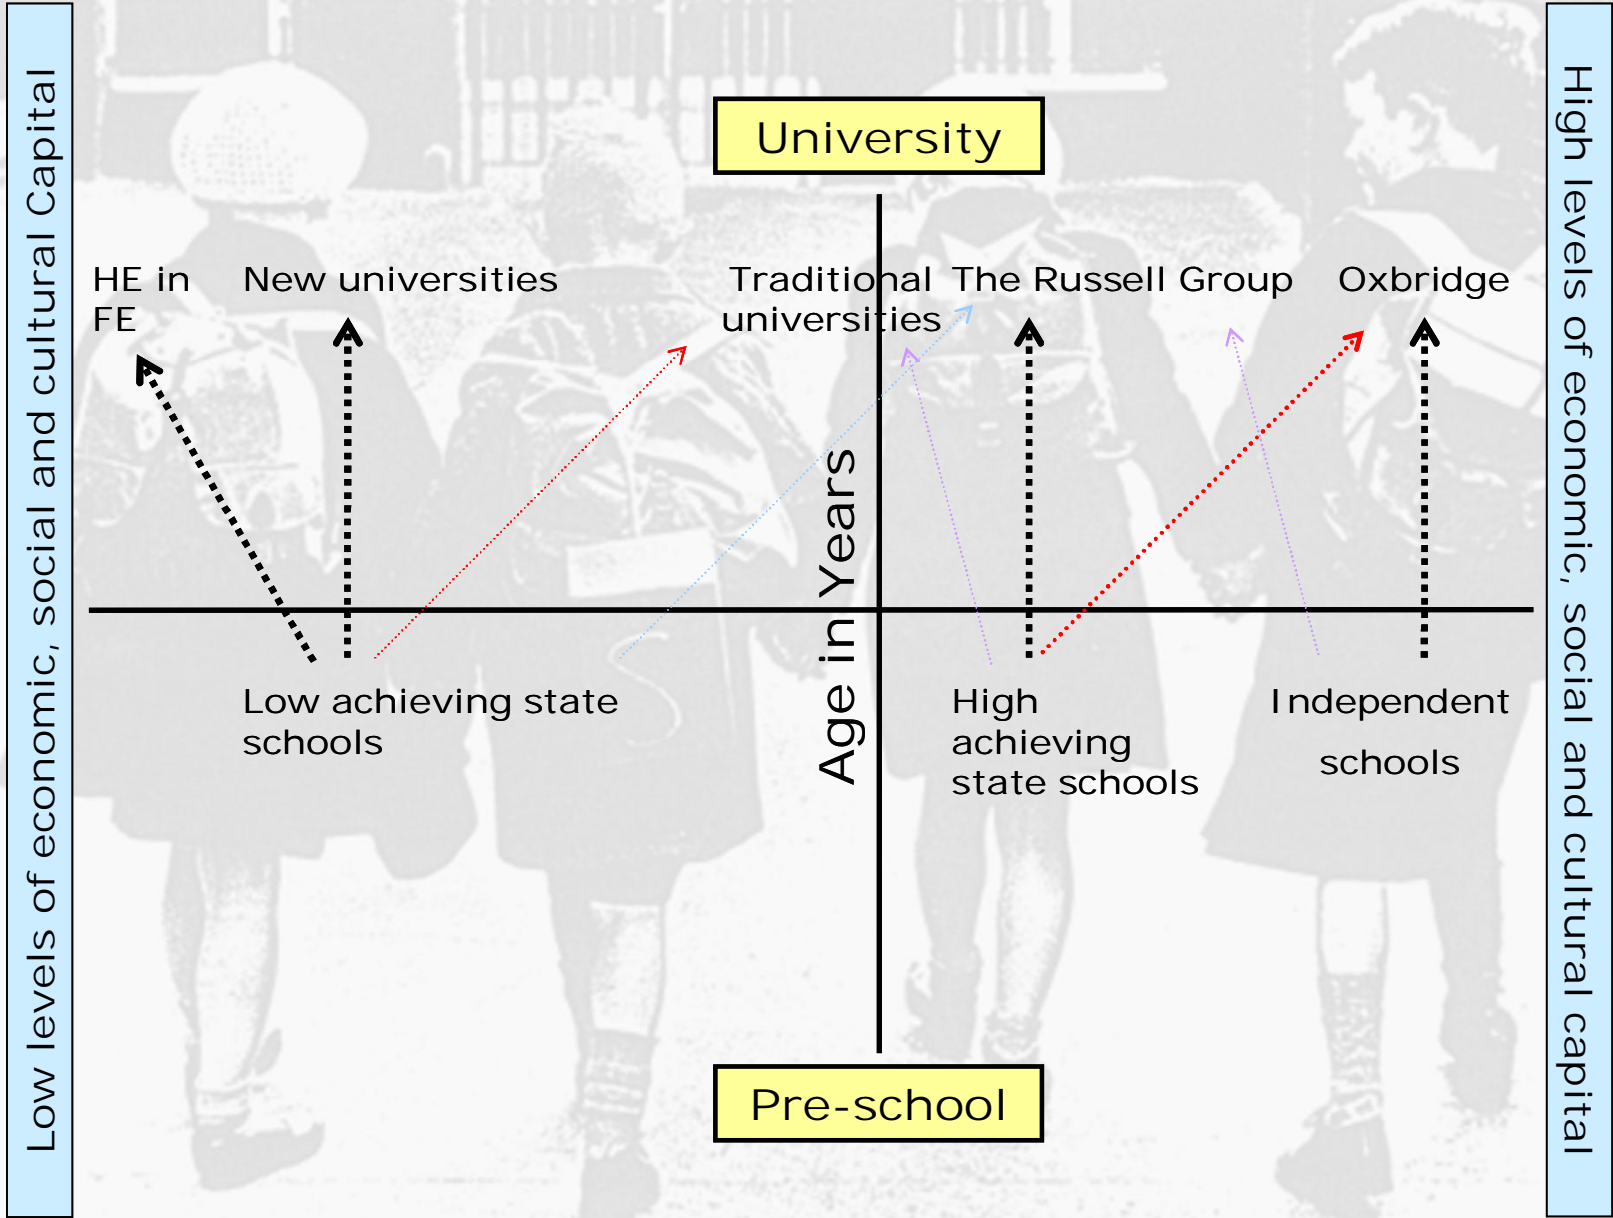 Low levels of economic, social and cultural Capital
University
HE in
FE
New universities
Traditional
universities
The Russell Group
Oxbridge
Age in Years
Low achieving state
schools
High
achieving
state schools
Independent
schools
Pre-school
High levels of economic, social and cultural capital